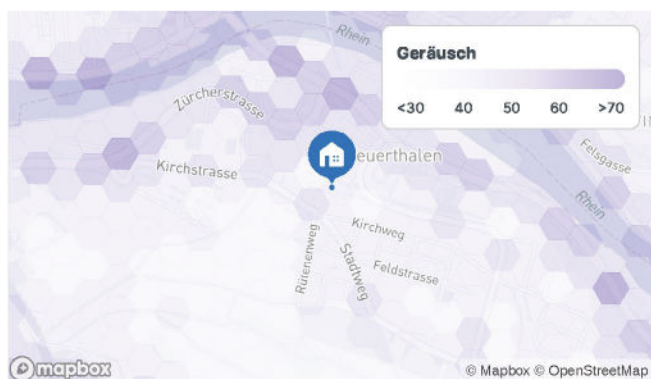 Geräusch
<30 40 50 60 >70
Rhein
Zürcherstrasse
Kirchstrasse
euerthalen
Felsgasse
Rhein
Rütenenweg
Kirchweg
Stadtweg
Feldstrasse
mapbox
© Mapbox © OpenStreetMap